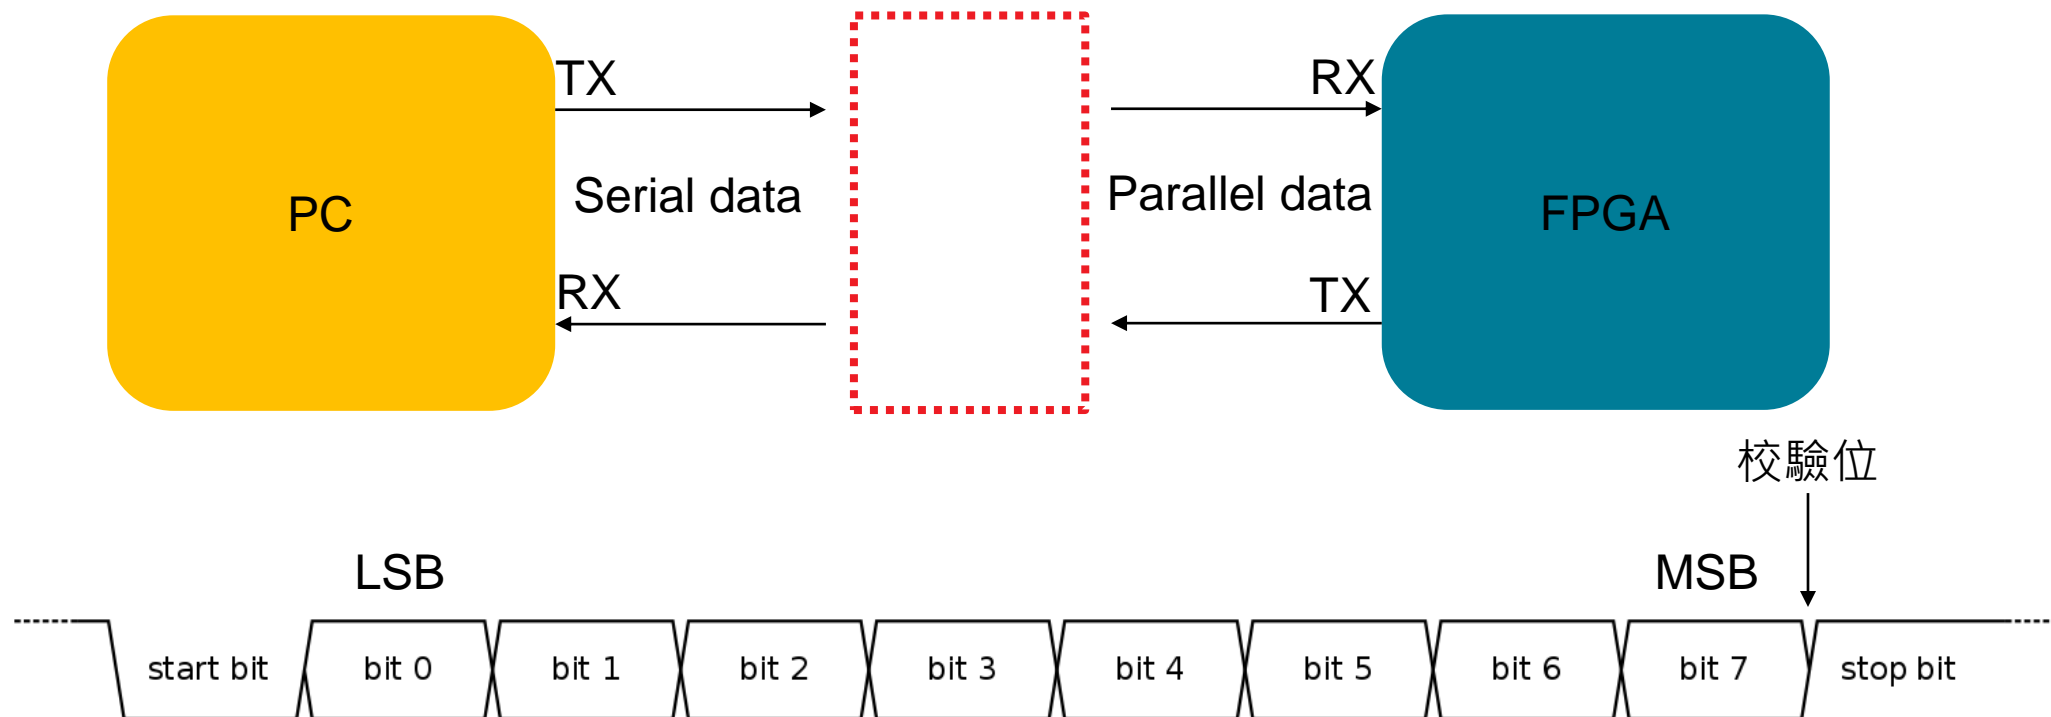 TX
RX
PC
Serial data
Parallel data
FPGA
RX
TX
校驗位
LSB
MSB
start bit
bit 0
bit 1
bit 2
bit 3
bit 4
bit 5
bit 6
bit 7
stop bit